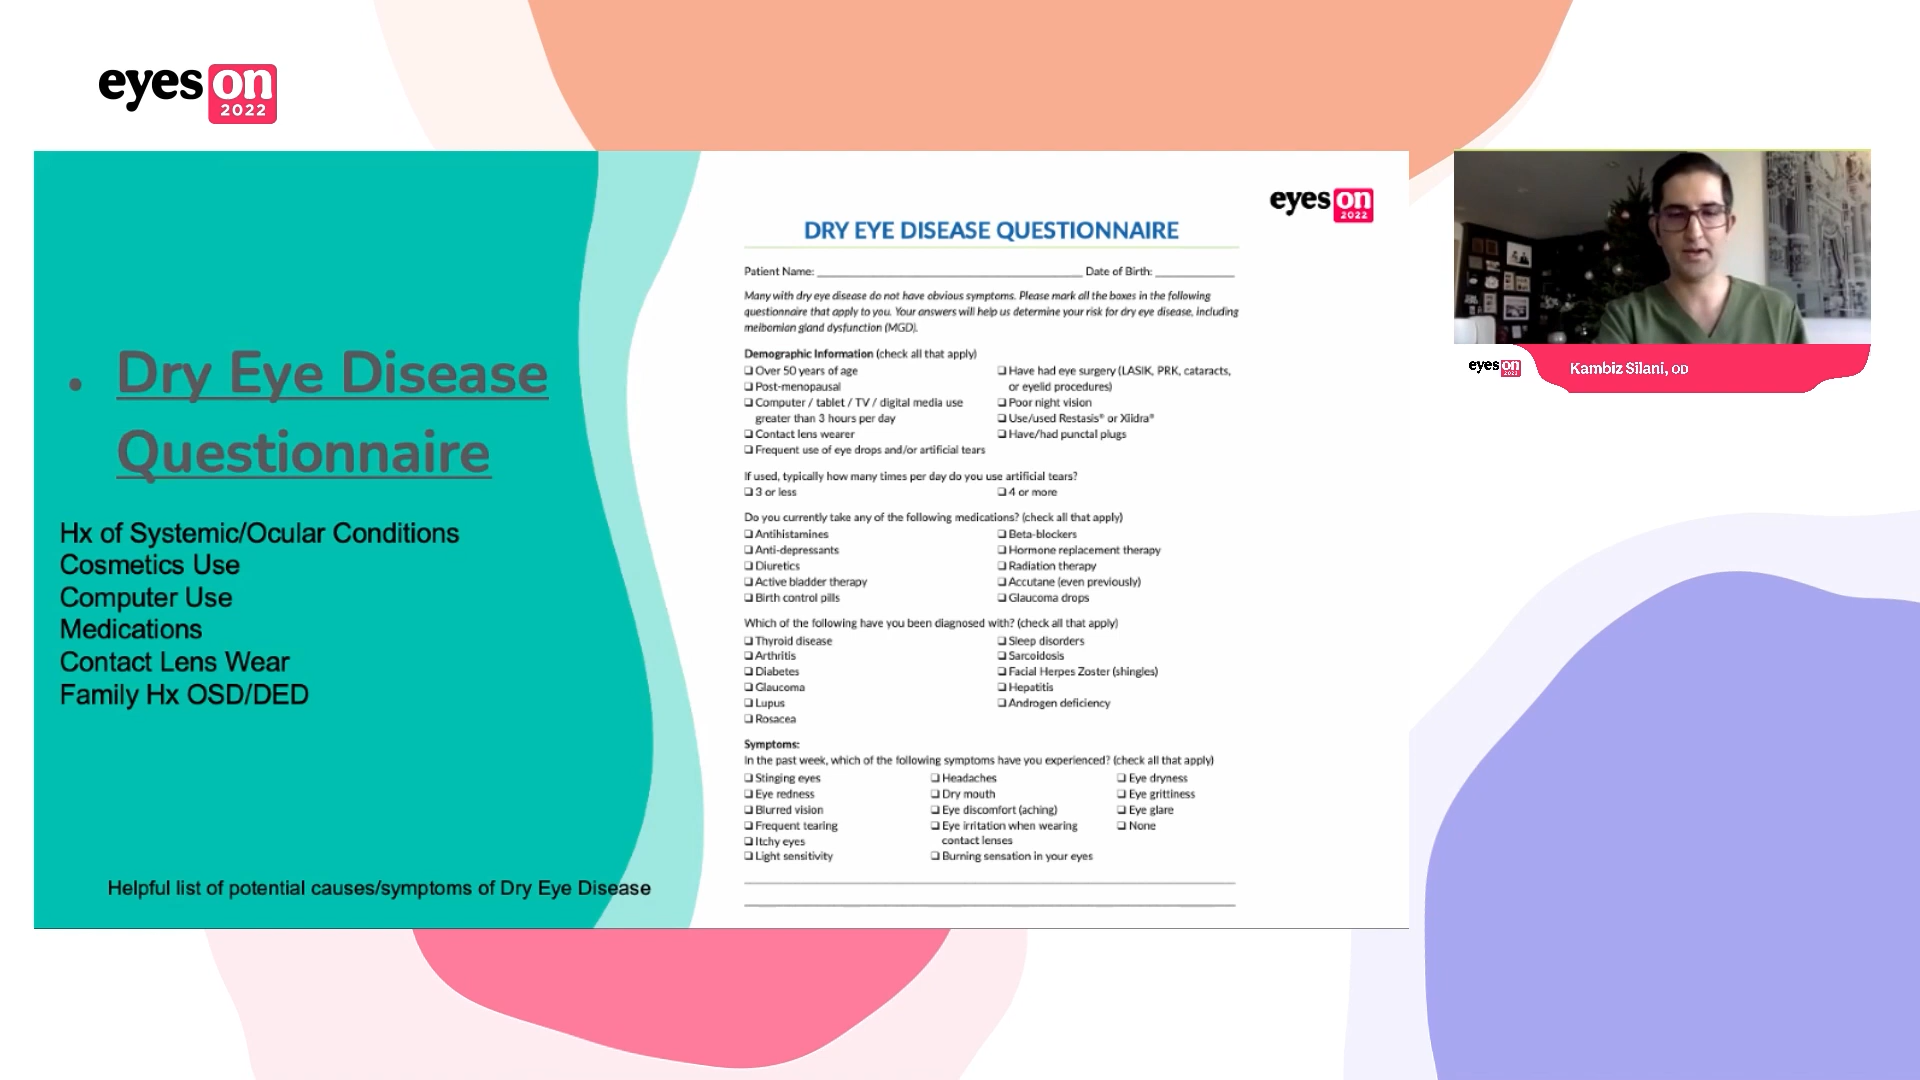 eyes on
2022
• Dry Eye Disease
Questionnaire
Hx of Systemic/Ocular Conditions
Cosmetics Use
Computer Use
Medications
Contact Lens Wear
Family Hx OSD/DED
Helpful list of potential causes/symptoms of Dry Eye Disease
eyes on
2022
DRY EYE DISEASE QUESTIONNAIRE
Patient Name: Date of Birth:
Many with dry eye disease do not have obvious symptoms. Please mark all the boxes in the following
questionnaire that apply to you. Your answers will help us determine your risk for dry eye disease, including
meibomian gland dysfunction (MGD).
Demographic Information (check all that apply)
❏ Over 50 years of age
❏ Post-menopausal
❏ Computer / tablet / TV / digital media use
greater than 3 hours per day
❏ Contact lens wearer
❏ Frequent use of eye drops and/or artificial tears
❏ Have had eye surgery (LASIK, PRK, cataracts,
or eyelid procedures)
❏ Poor night vision
❏ Use/used Restasis® or Xiidra®
❏ Have/had punctal plugs
If used, typically how many times per day do you use artificial tears?
❏ 3 or less
❏ 4 or more
Do you currently take any of the following medications? (check all that apply)
❏ Antihistamines
❏ Anti-depressants
❏ Diuretics
❏ Active bladder therapy
❏ Birth control pills
❏ Beta-blockers
❏ Hormone replacement therapy
❏ Radiation therapy
❏ Accutane (even previously)
❏ Glaucoma drops
Which of the following have you been diagnosed with? (check all that apply)
❏ Thyroid disease
❏ Arthritis
❏ Diabetes
❏ Glaucoma
❏ Lupus
❏ Rosacea
❏ Sleep disorders
❏ Sarcoidosis
❏ Facial Herpes Zoster (shingles)
❏ Hepatitis
❏ Androgen deficiency
Symptoms:
In the past week, which of the following symptoms have you experienced? (check all that apply)
❏ Stinging eyes
❏ Eye redness
❏ Blurred vision
❏ Frequent tearing
❏ Itchy eyes
❏ Light sensitivity
❏ Headaches
❏ Dry mouth
❏ Eye discomfort (aching)
❏ Eye irritation when wearing
contact lenses
❏ Burning sensation in your eyes
❏ Eye dryness
❏ Eye grittiness
❏ Eye glare
❏ None
eyes on
2022
Kambiz Silani, OD